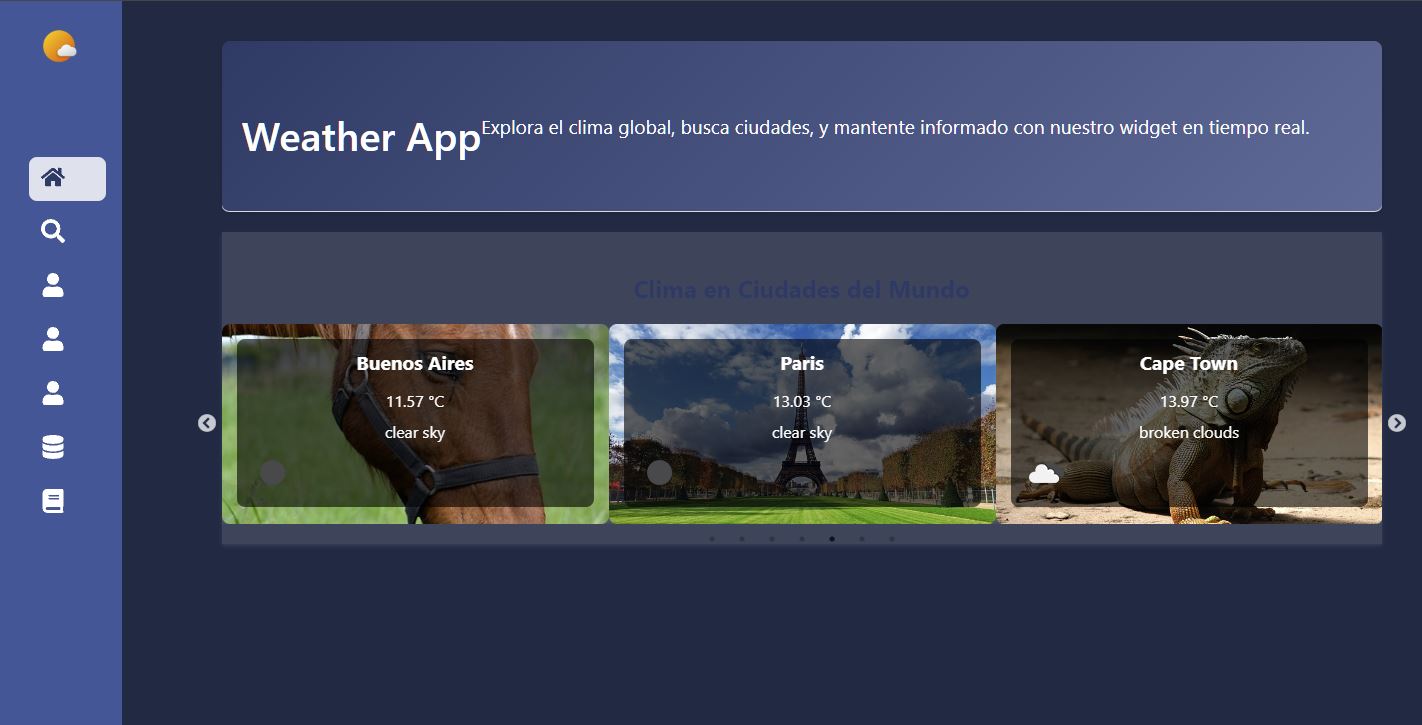 Weather App
Explora el clima global, busca ciudades, y mantente informado con nuestro widget en tiempo real.
Clima en Ciudades del Mundo
Buenos Aires
11.57 °C
clear sky
Paris
13.03 °C
clear sky
Cape Town
13.97 °C
broken clouds